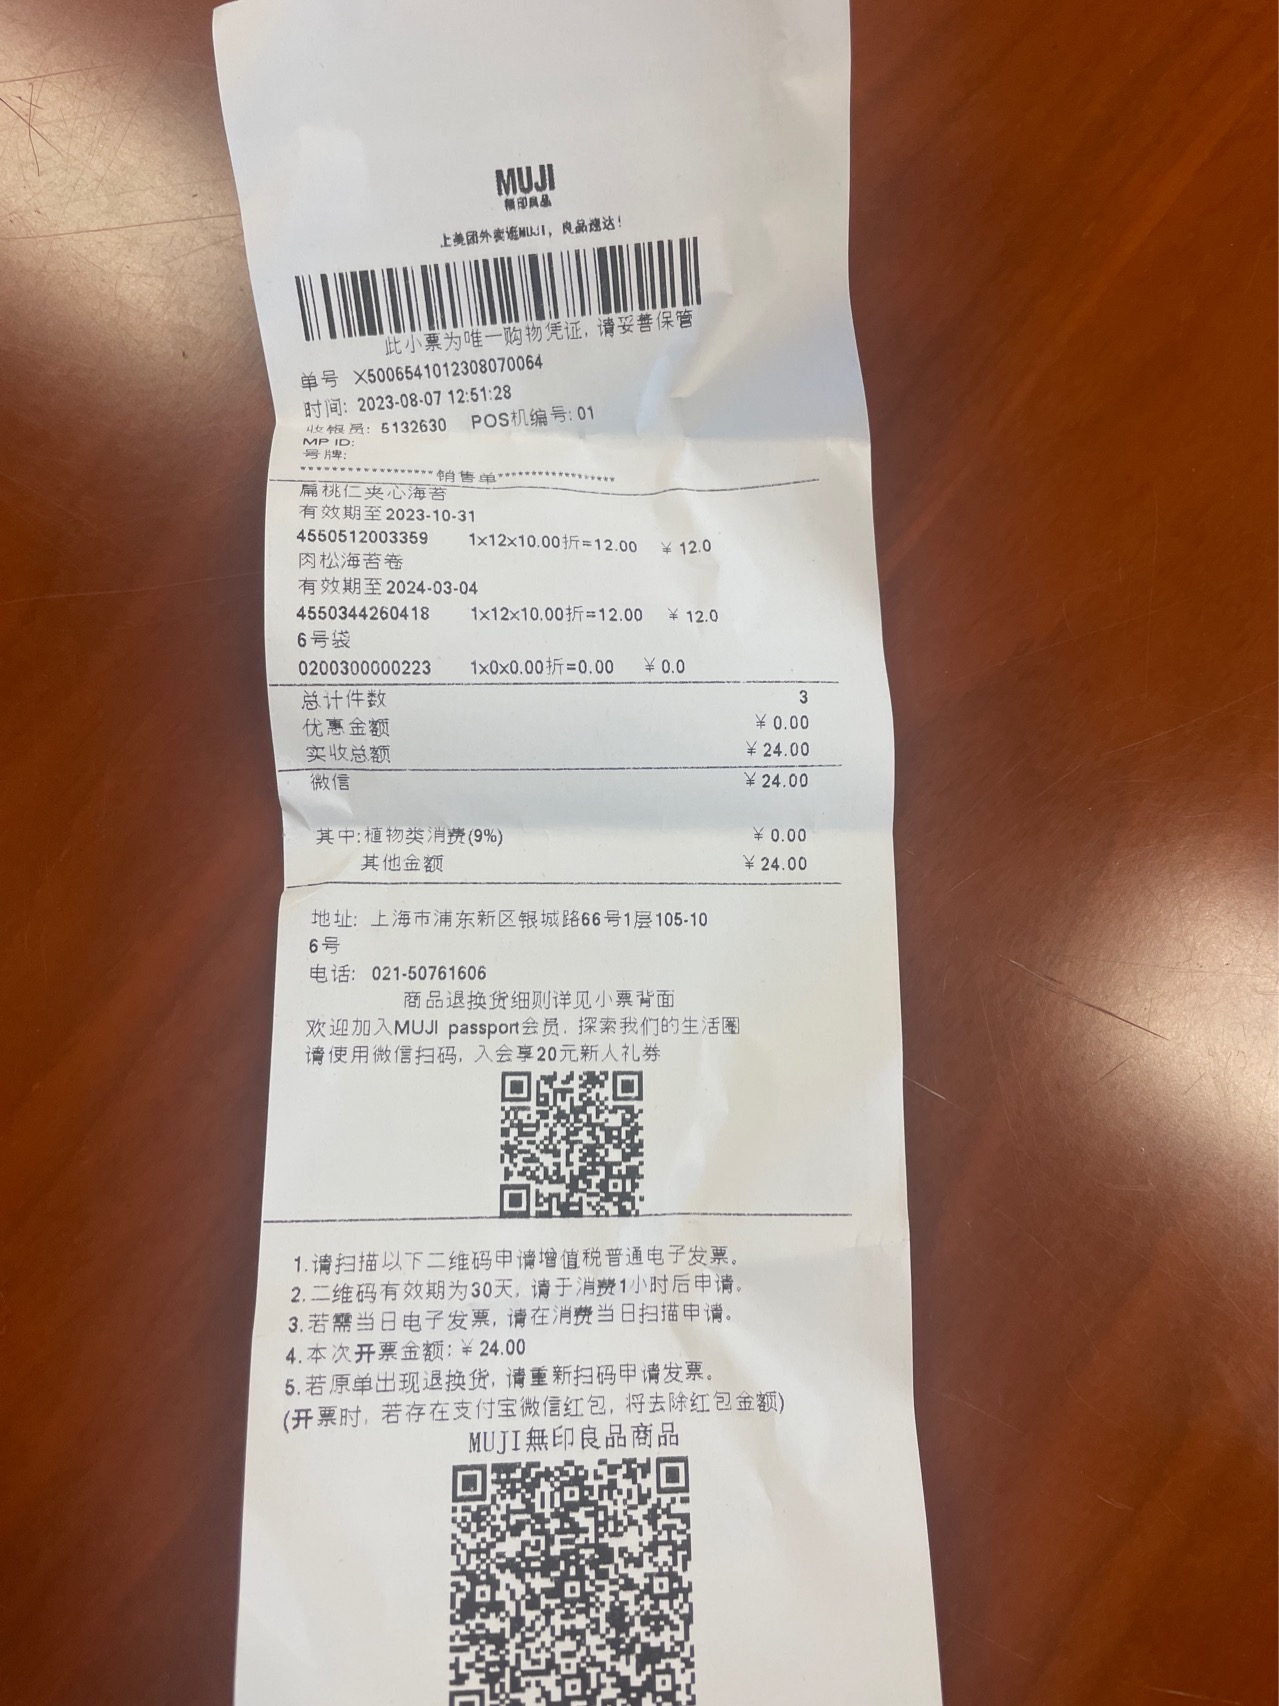 MUJI
無印良品
上美团外卖逛MUJI，良品速达！
此小票为唯一购物凭证, 请妥善保管
单号 X5006541012308070064
时间: 2023-08-07 12:51:28
收银员: 5132630 POS机编号: 01
MP ID:
号牌:
******************销售单******************
扁桃仁夹心海苔
有效期至2023-10-31
4550512003359 1x12x10.00折=12.00 ￥12.0
肉松海苔卷
有效期至2024-03-04
4550344260418 1x12x10.00折=12.00 ￥12.0
6号袋
0200300000223 1x0x0.00折=0.00 ￥0.0
总计件数 3
优惠金额 ￥0.00
实收总额 ￥24.00
微信 ￥24.00
其中:植物类消费(9%) ￥0.00
其他金额 ￥24.00
地址: 上海市浦东新区银城路66号1层105-10
6号
电话: 021-50761606
商品退换货细则详见小票背面
欢迎加入MUJI passport会员, 探索我们的生活圈
请使用微信扫码, 入会享20元新人礼券
1.请扫描以下二维码申请增值税普通电子发票。
2.二维码有效期为30天, 请于消费1小时后申请。
3.若需当日电子发票, 请在消费当日扫描申请。
4.本次开票金额: ￥24.00
5.若原单出现退换货, 请重新扫码申请发票。
(开票时, 若存在支付宝微信红包, 将去除红包金额)
MUJI無印良品商品